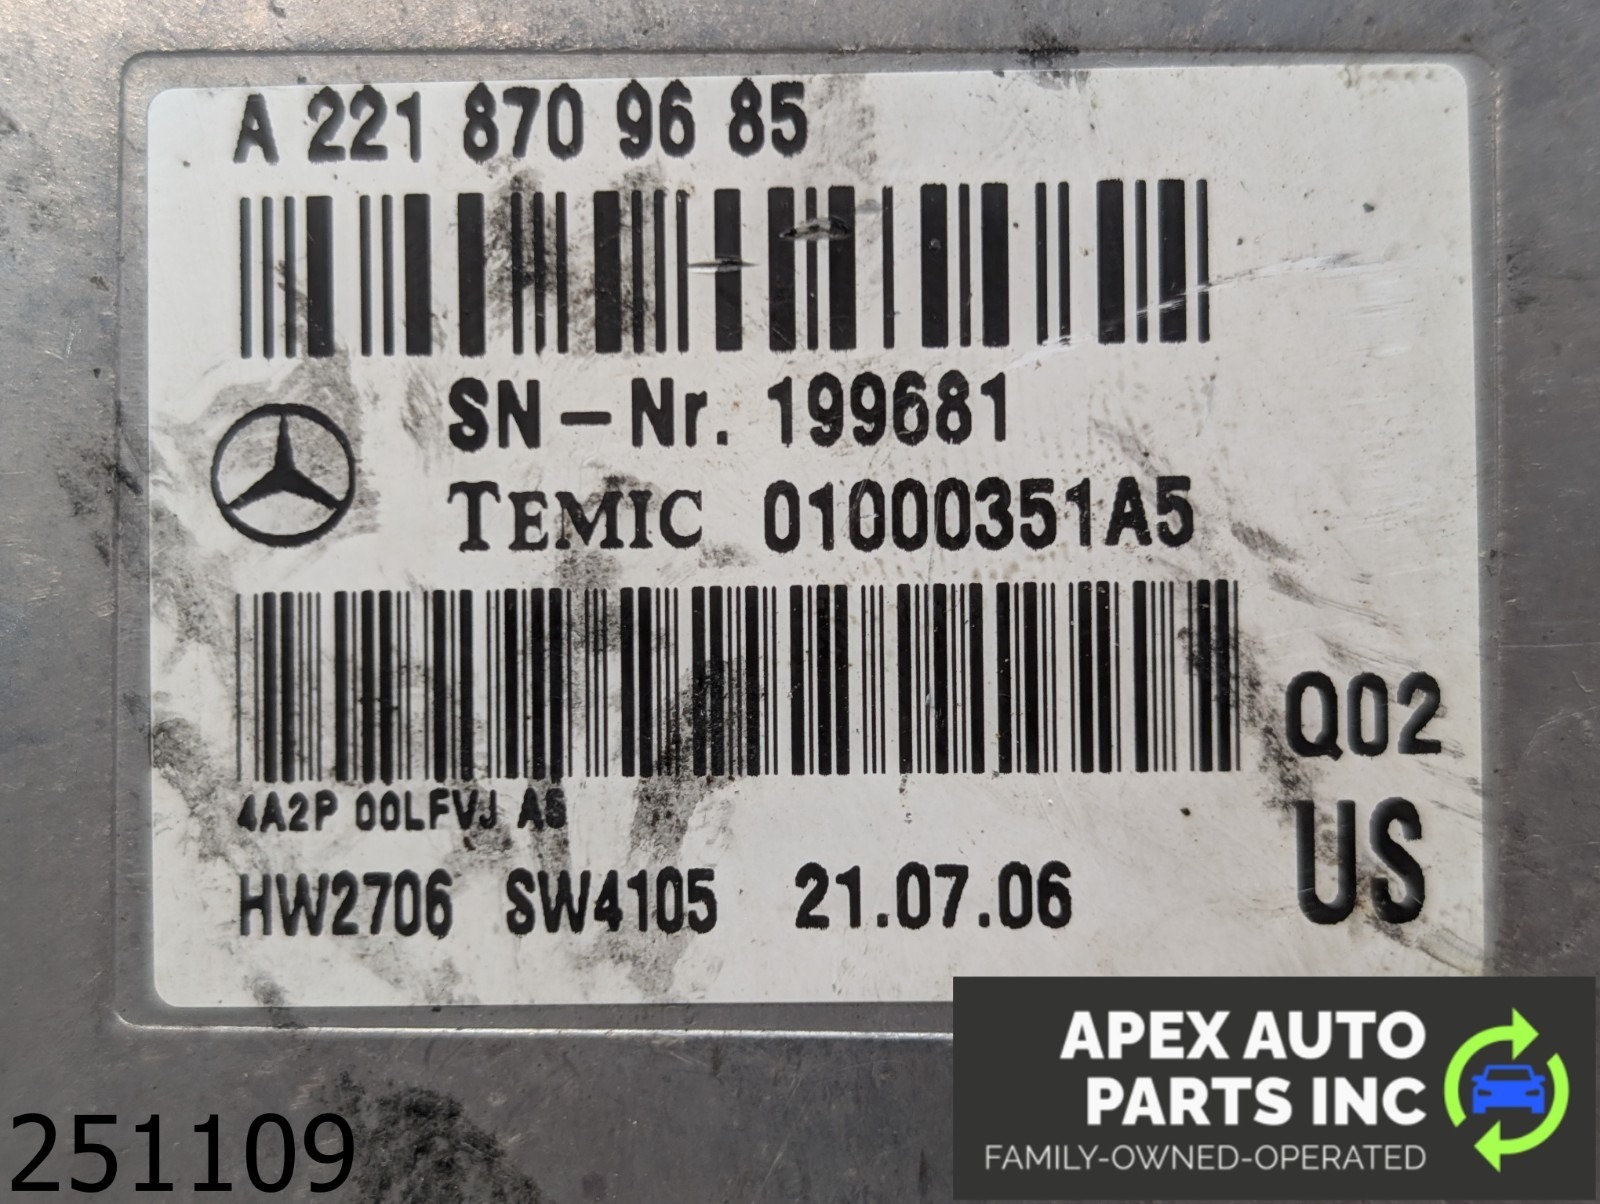 A 221 870 96 85
SN-Nr. 199681
TEMIC 01000351A5
4A2P 00LFVJ A5
Q02
HW2706 SW4105 21.07.06
US
APEX AUTO
PARTS INC
FAMILY-OWNED-OPERATED
251109